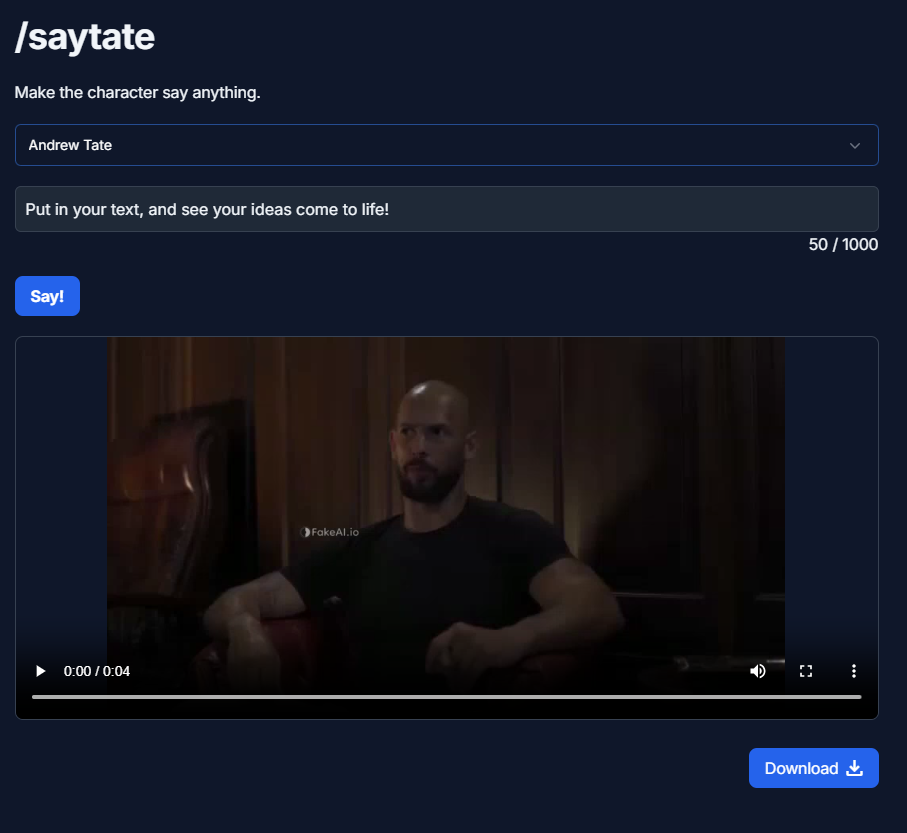 /saytate
Make the character say anything.
Andrew Tate
Put in your text, and see your ideas come to life!
50 / 1000
Say!
FakeAI.io
0:00 / 0:04
Download